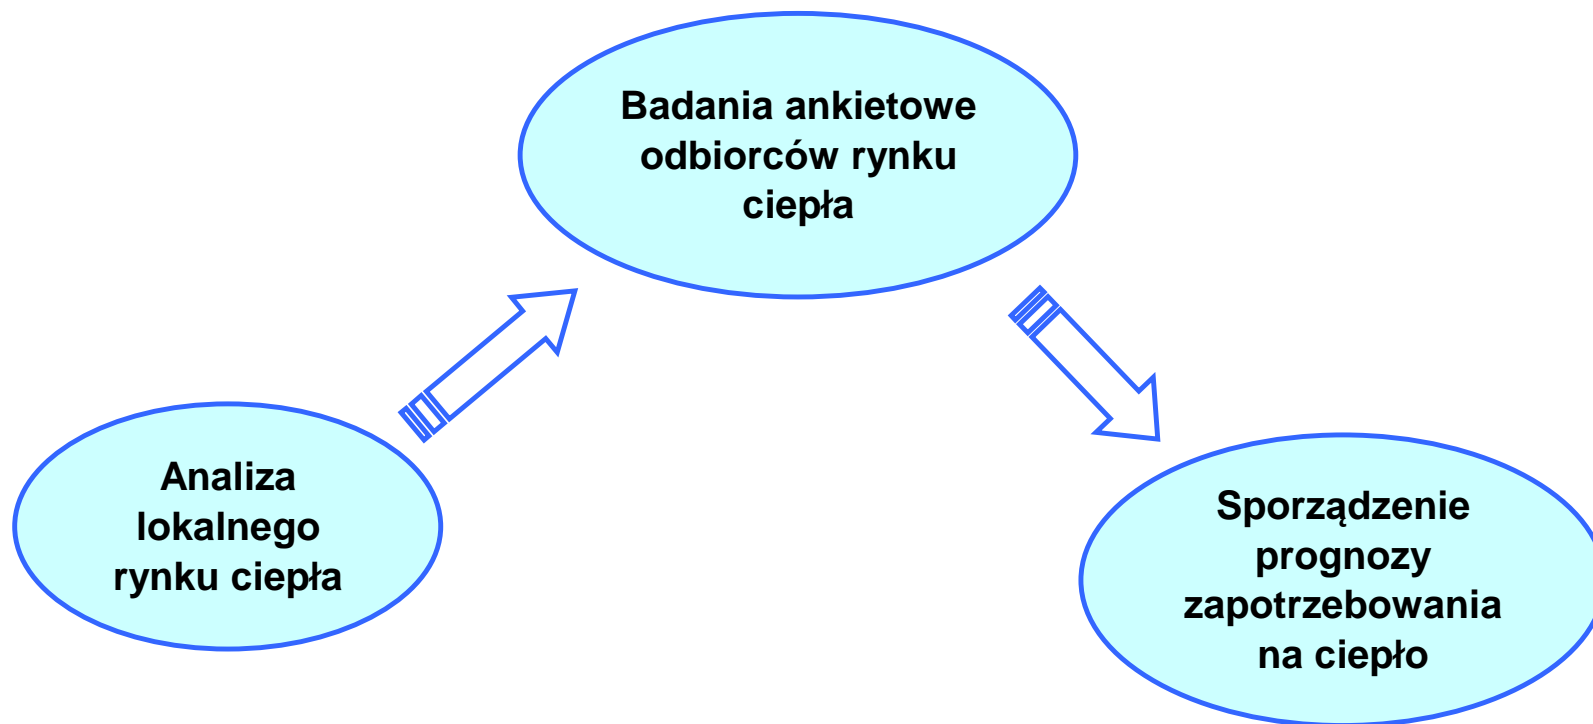 Badania ankietowe
odbiorców rynku
ciepła
Analiza
lokalnego
rynku ciepła
Sporządzenie
prognozy
zapotrzebowania
na ciepło